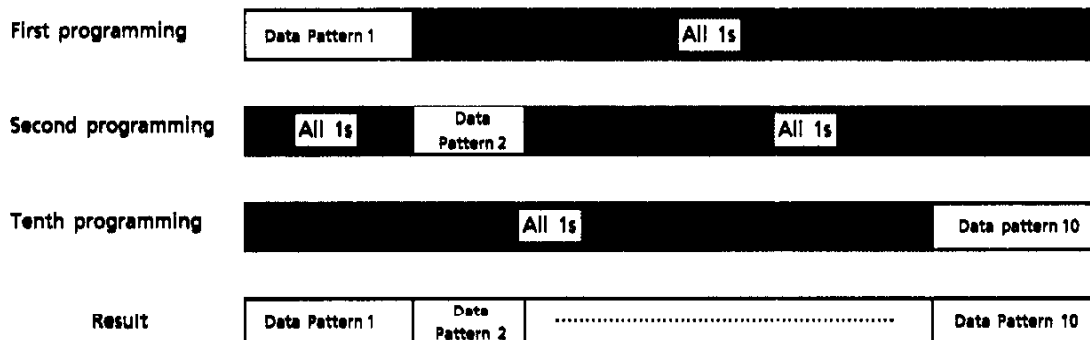 First programming
Data Pattern 1
All 1s
Second programming
All 1s
Data
Pattern 2
All 1s
Tenth programming
All 1s
Data pattern 10
Result
Data Pattern 1
Data
Pattern 2
Data Pattern 10